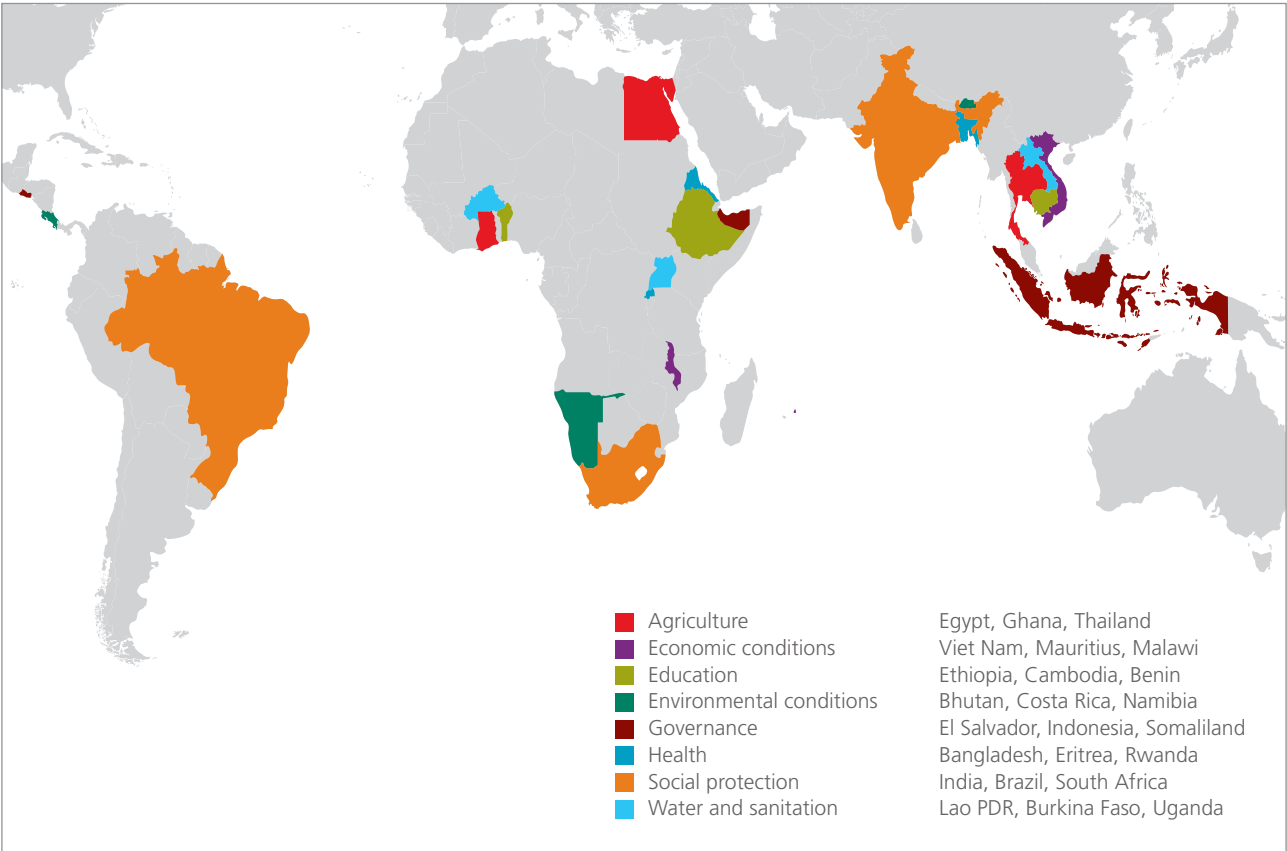 Agriculture Egypt, Ghana, Thailand
Economic conditions Viet Nam, Mauritius, Malawi
Education Ethiopia, Cambodia, Benin
Environmental conditions Bhutan, Costa Rica, Namibia
Governance El Salvador, Indonesia, Somaliland
Health Bangladesh, Eritrea, Rwanda
Social protection India, Brazil, South Africa
Water and sanitation Lao PDR, Burkina Faso, Uganda